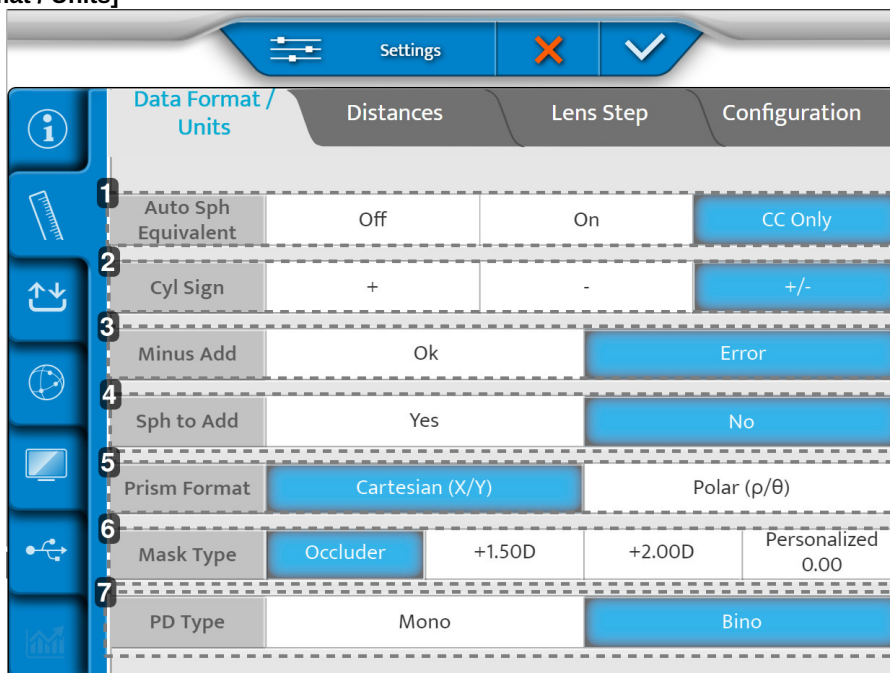 mat / Units]
Settings
Data Format /
Units
Distances
Lens Step
Configuration
1
Auto Sph
Equivalent
Off
On
CC Only
2
Cyl Sign
+
-
+/-
3
Minus Add
Ok
Error
4
Sph to Add
Yes
No
5
Prism Format
Cartesian (X/Y)
Polar (ρ/θ)
6
Mask Type
Occluder
+1.50D
+2.00D
Personalized
0.00
7
PD Type
Mono
Bino